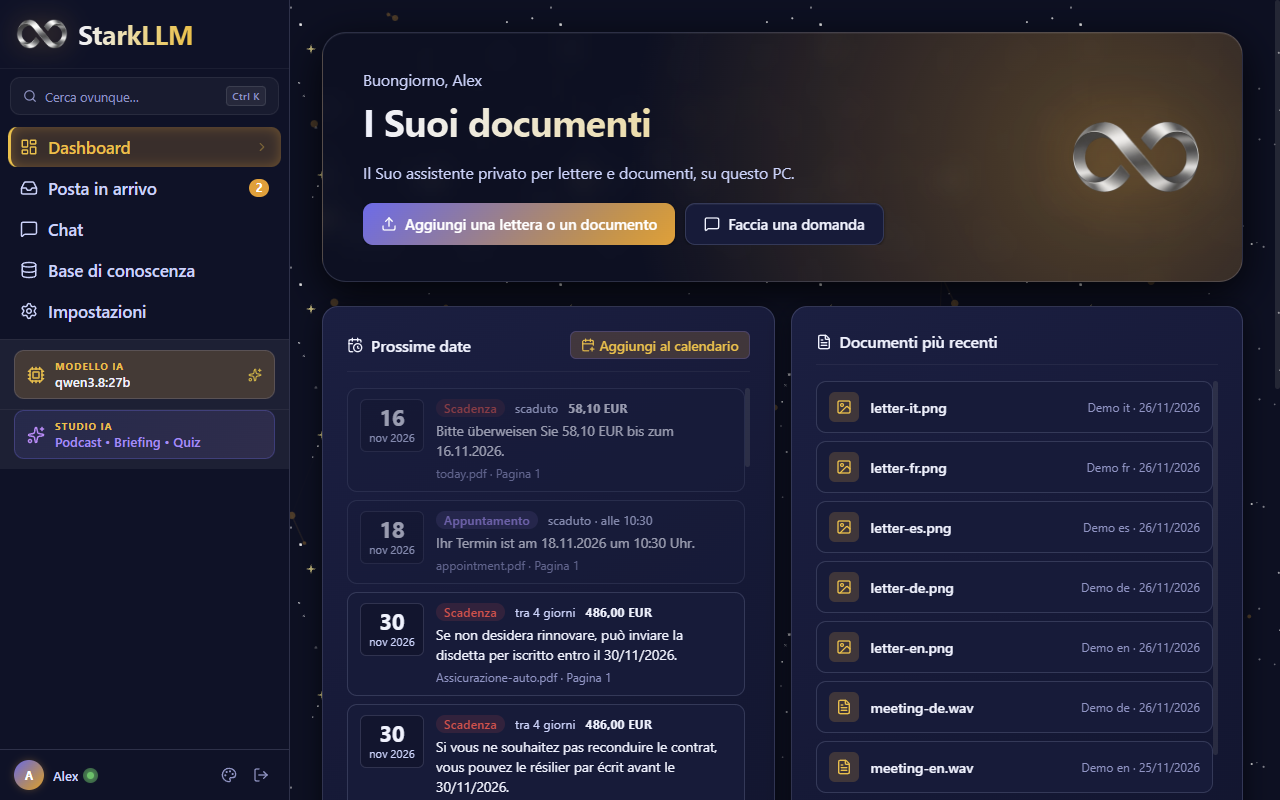 StarkLLM
Cerca ovunque...
Ctrl K
Dashboard
Posta in arrivo
2
Chat
Base di conoscenza
Impostazioni
MODELLO IA
qwen3.8:27b
STUDIO IA
Podcast • Briefing • Quiz
A
Alex
Buongiorno, Alex
I Suoi documenti
Il Suo assistente privato per lettere e documenti, su questo PC.
Aggiungi una lettera o un documento
Faccia una domanda
Prossime date
Aggiungi al calendario
16
nov 2026
Scadenza scaduto 58,10 EUR
Bitte überweisen Sie 58,10 EUR bis zum
16.11.2026.
today.pdf · Pagina 1
18
nov 2026
Appuntamento scaduto · alle 10:30
Ihr Termin ist am 18.11.2026 um 10:30 Uhr.
appointment.pdf · Pagina 1
30
nov 2026
Scadenza tra 4 giorni 486,00 EUR
Se non desidera rinnovare, può inviare la
disdetta per iscritto entro il 30/11/2026.
Assicurazione-auto.pdf · Pagina 1
30
nov 2026
Scadenza tra 4 giorni 486,00 EUR
Si vous ne souhaitez pas reconduire le contrat,
vous pouvez le résilier par écrit avant le
30/11/2026.
Documenti più recenti
letter-it.png
Demo it · 26/11/2026
letter-fr.png
Demo fr · 26/11/2026
letter-es.png
Demo es · 26/11/2026
letter-de.png
Demo de · 26/11/2026
letter-en.png
Demo en · 26/11/2026
meeting-de.wav
Demo de · 26/11/2026
meeting-en.wav
Demo en · 25/11/2026